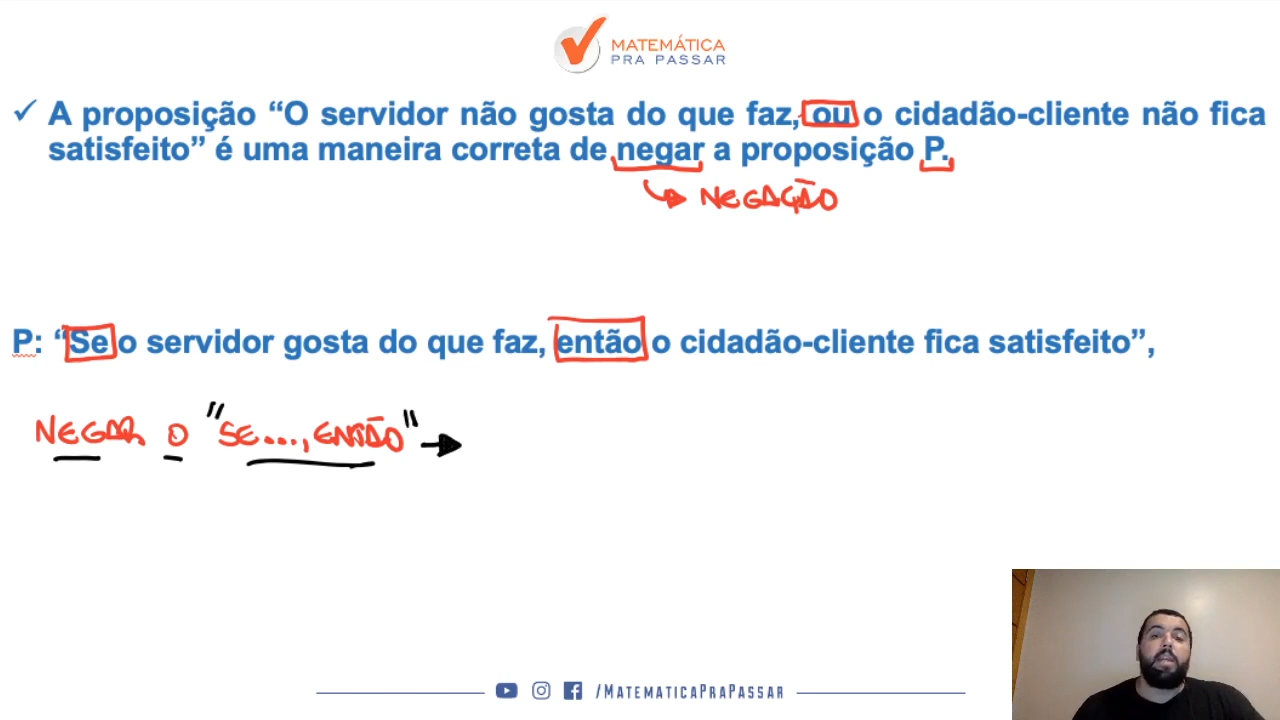 MATEMÁTICA
PRA PASSAR
✓ A proposição “O servidor não gosta do que faz, ou o cidadão-cliente não fica
satisfeito” é uma maneira correta de negar a proposição P.
NEGAÇÃO
P: “Se o servidor gosta do que faz, então o cidadão-cliente fica satisfeito”,
NEGAR O "SE...., ENTÃO"
/MATEMATICAPRAPASSAR